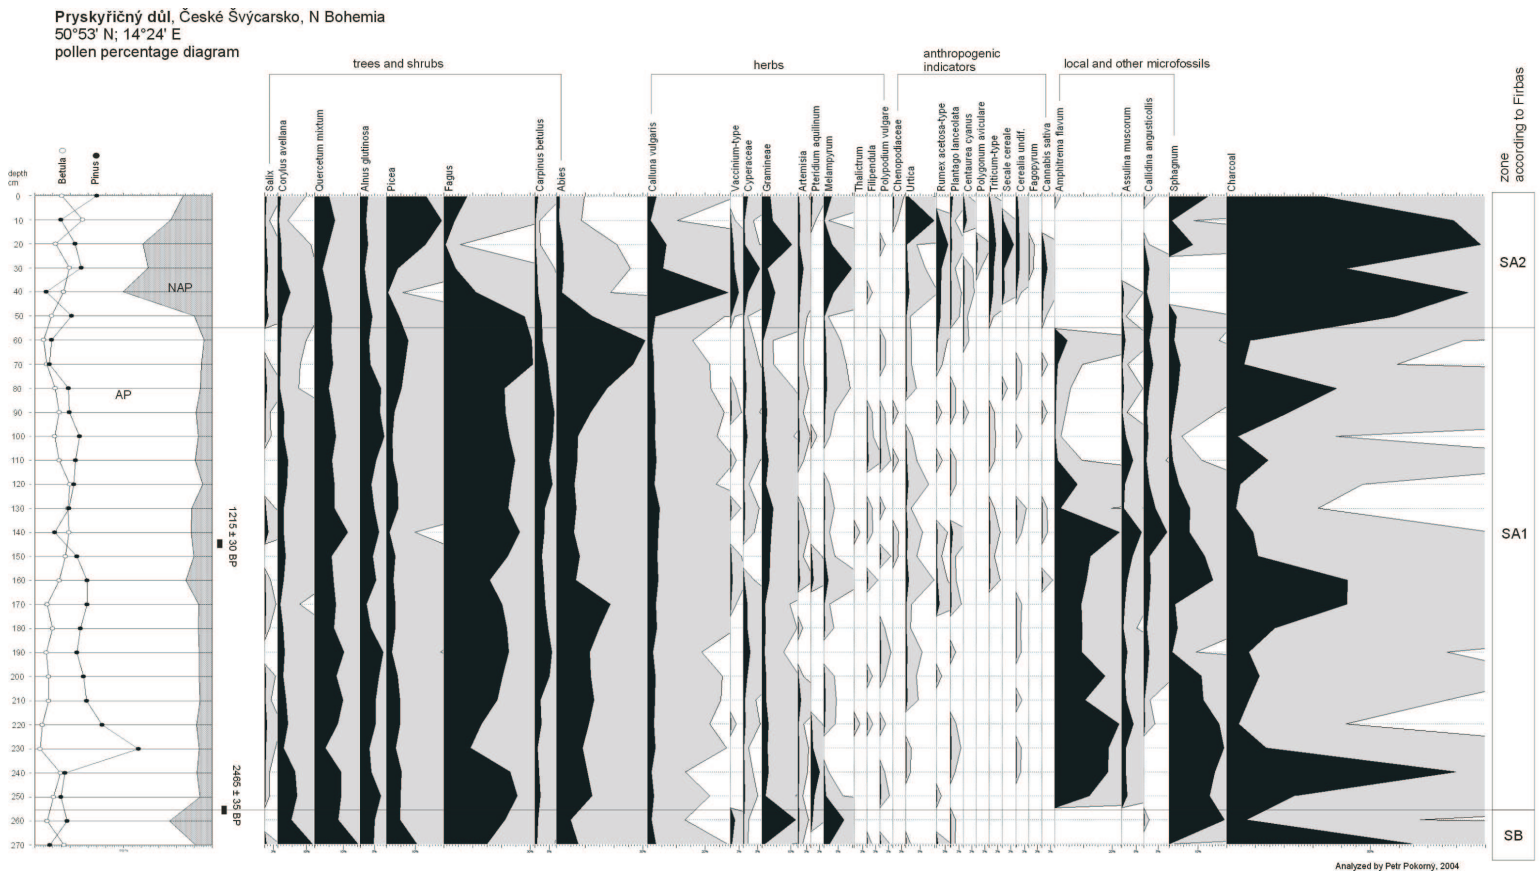 Pryskyřičný důl, České Švýcarsko, N Bohemia
50°53' N; 14°24' E
pollen percentage diagram
trees and shrubs
herbs
anthropogenic
indicators
local and other microfossils
zone
according to Firbas
depth
cm
Betula
Pinus
Salix
Corylus avellana
Quercetum mixtum
Alnus glutinosa
Picea
Fagus
Carpinus betulus
Abies
Calluna vulgaris
Vaccinium-type
Cyperaceae
Gramineae
Artemisia
Pteridium aquilinum
Melampyrum
Thalictrum
Filipendula
Polypodium vulgare
Chenopodiaceae
Urtica
Rumex acetosa-type
Plantago lanceolata
Centaurea cyanus
Polygonum aviculare
Triticum-type
Secale cereale
Cerealia undif.
Fagopyrum
Cannabis sativa
Amphitrema flavum
Assulina muscorum
Callidina angusticollis
Sphagnum
Charcoal
0
10
20
30
40
50
60
70
80
90
100
110
120
130
140
150
160
170
180
190
200
210
220
230
240
250
260
270
NAP
AP
1215 ± 30 BP
2465 ± 35 BP
SA2
SA1
SB
Analyzed by Petr Pokorný, 2004